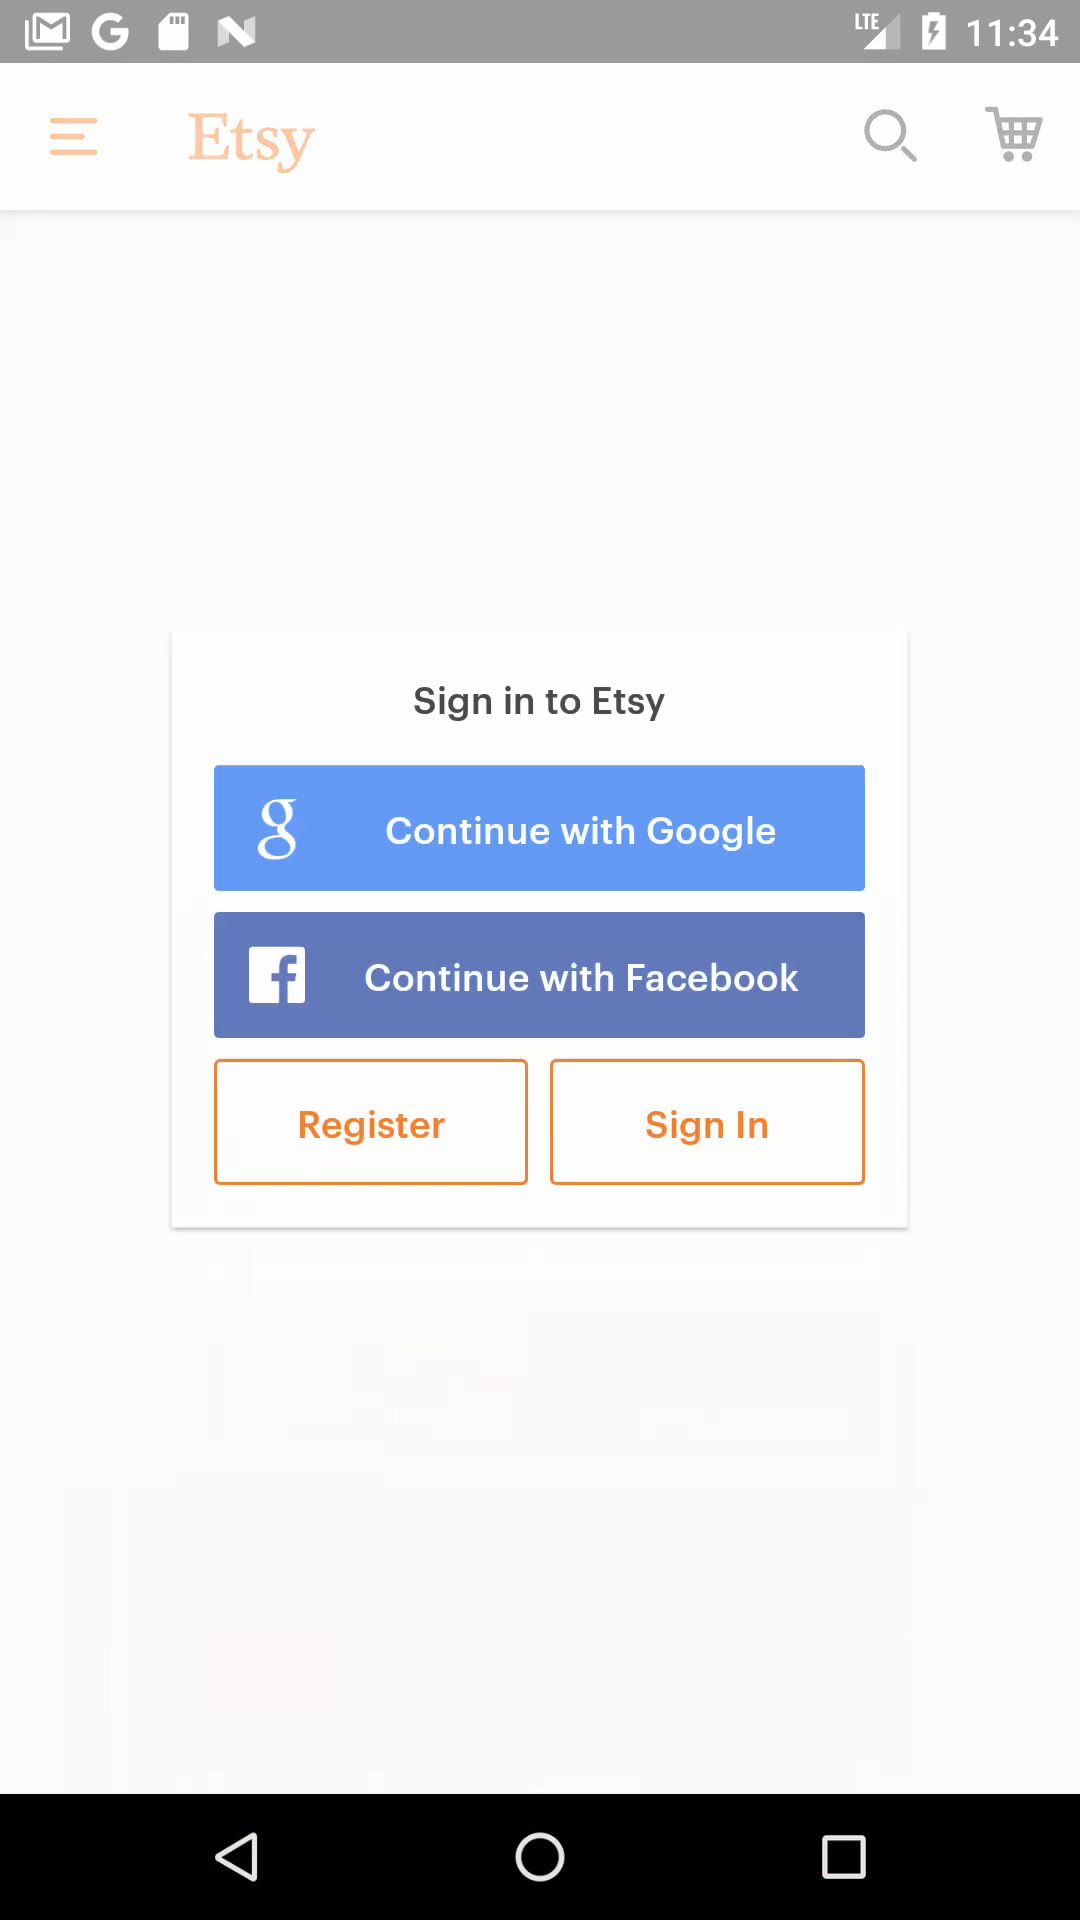 LTE 11:34
Etsy
Sign in to Etsy
Continue with Google
Continue with Facebook
Register
Sign In